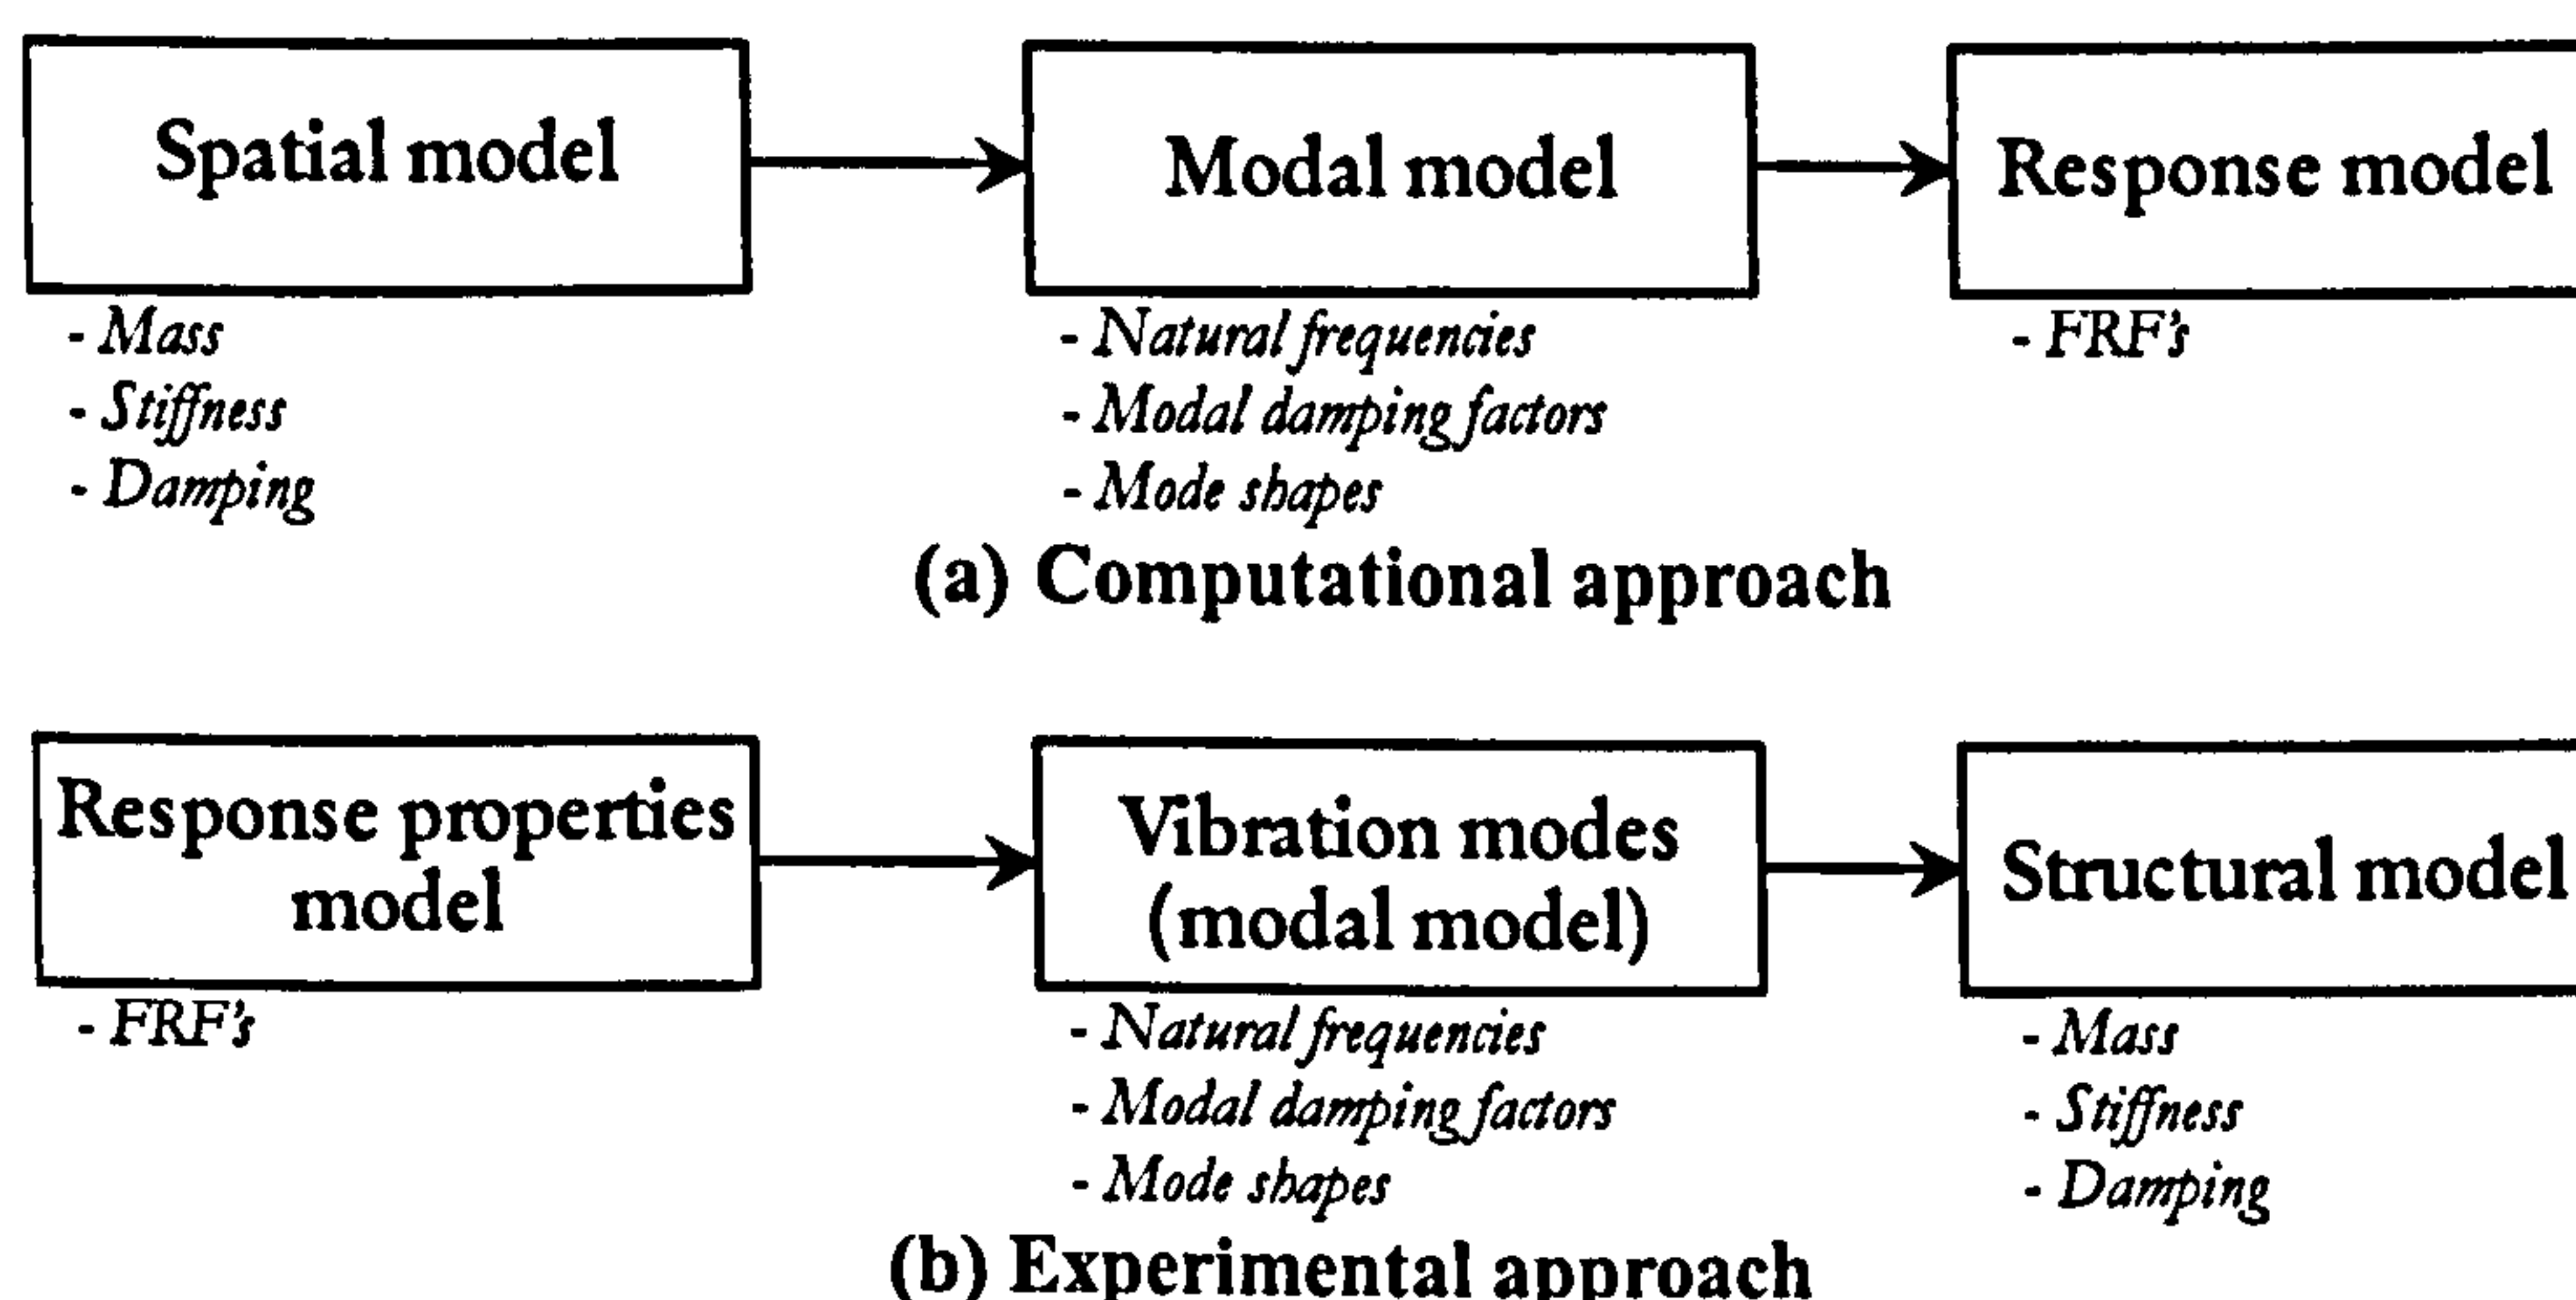 Spatial model
Modal model
Response model
- Mass
- Stiffness
- Damping
- Natural frequencies
- Modal damping factors
- Mode shapes
- FRF's
(a) Computational approach
Response properties
model
Vibration modes
(modal model)
Structural model
- FRF's
- Natural frequencies
- Modal damping factors
- Mode shapes
- Mass
- Stiffness
- Damping
(b) Experimental approach